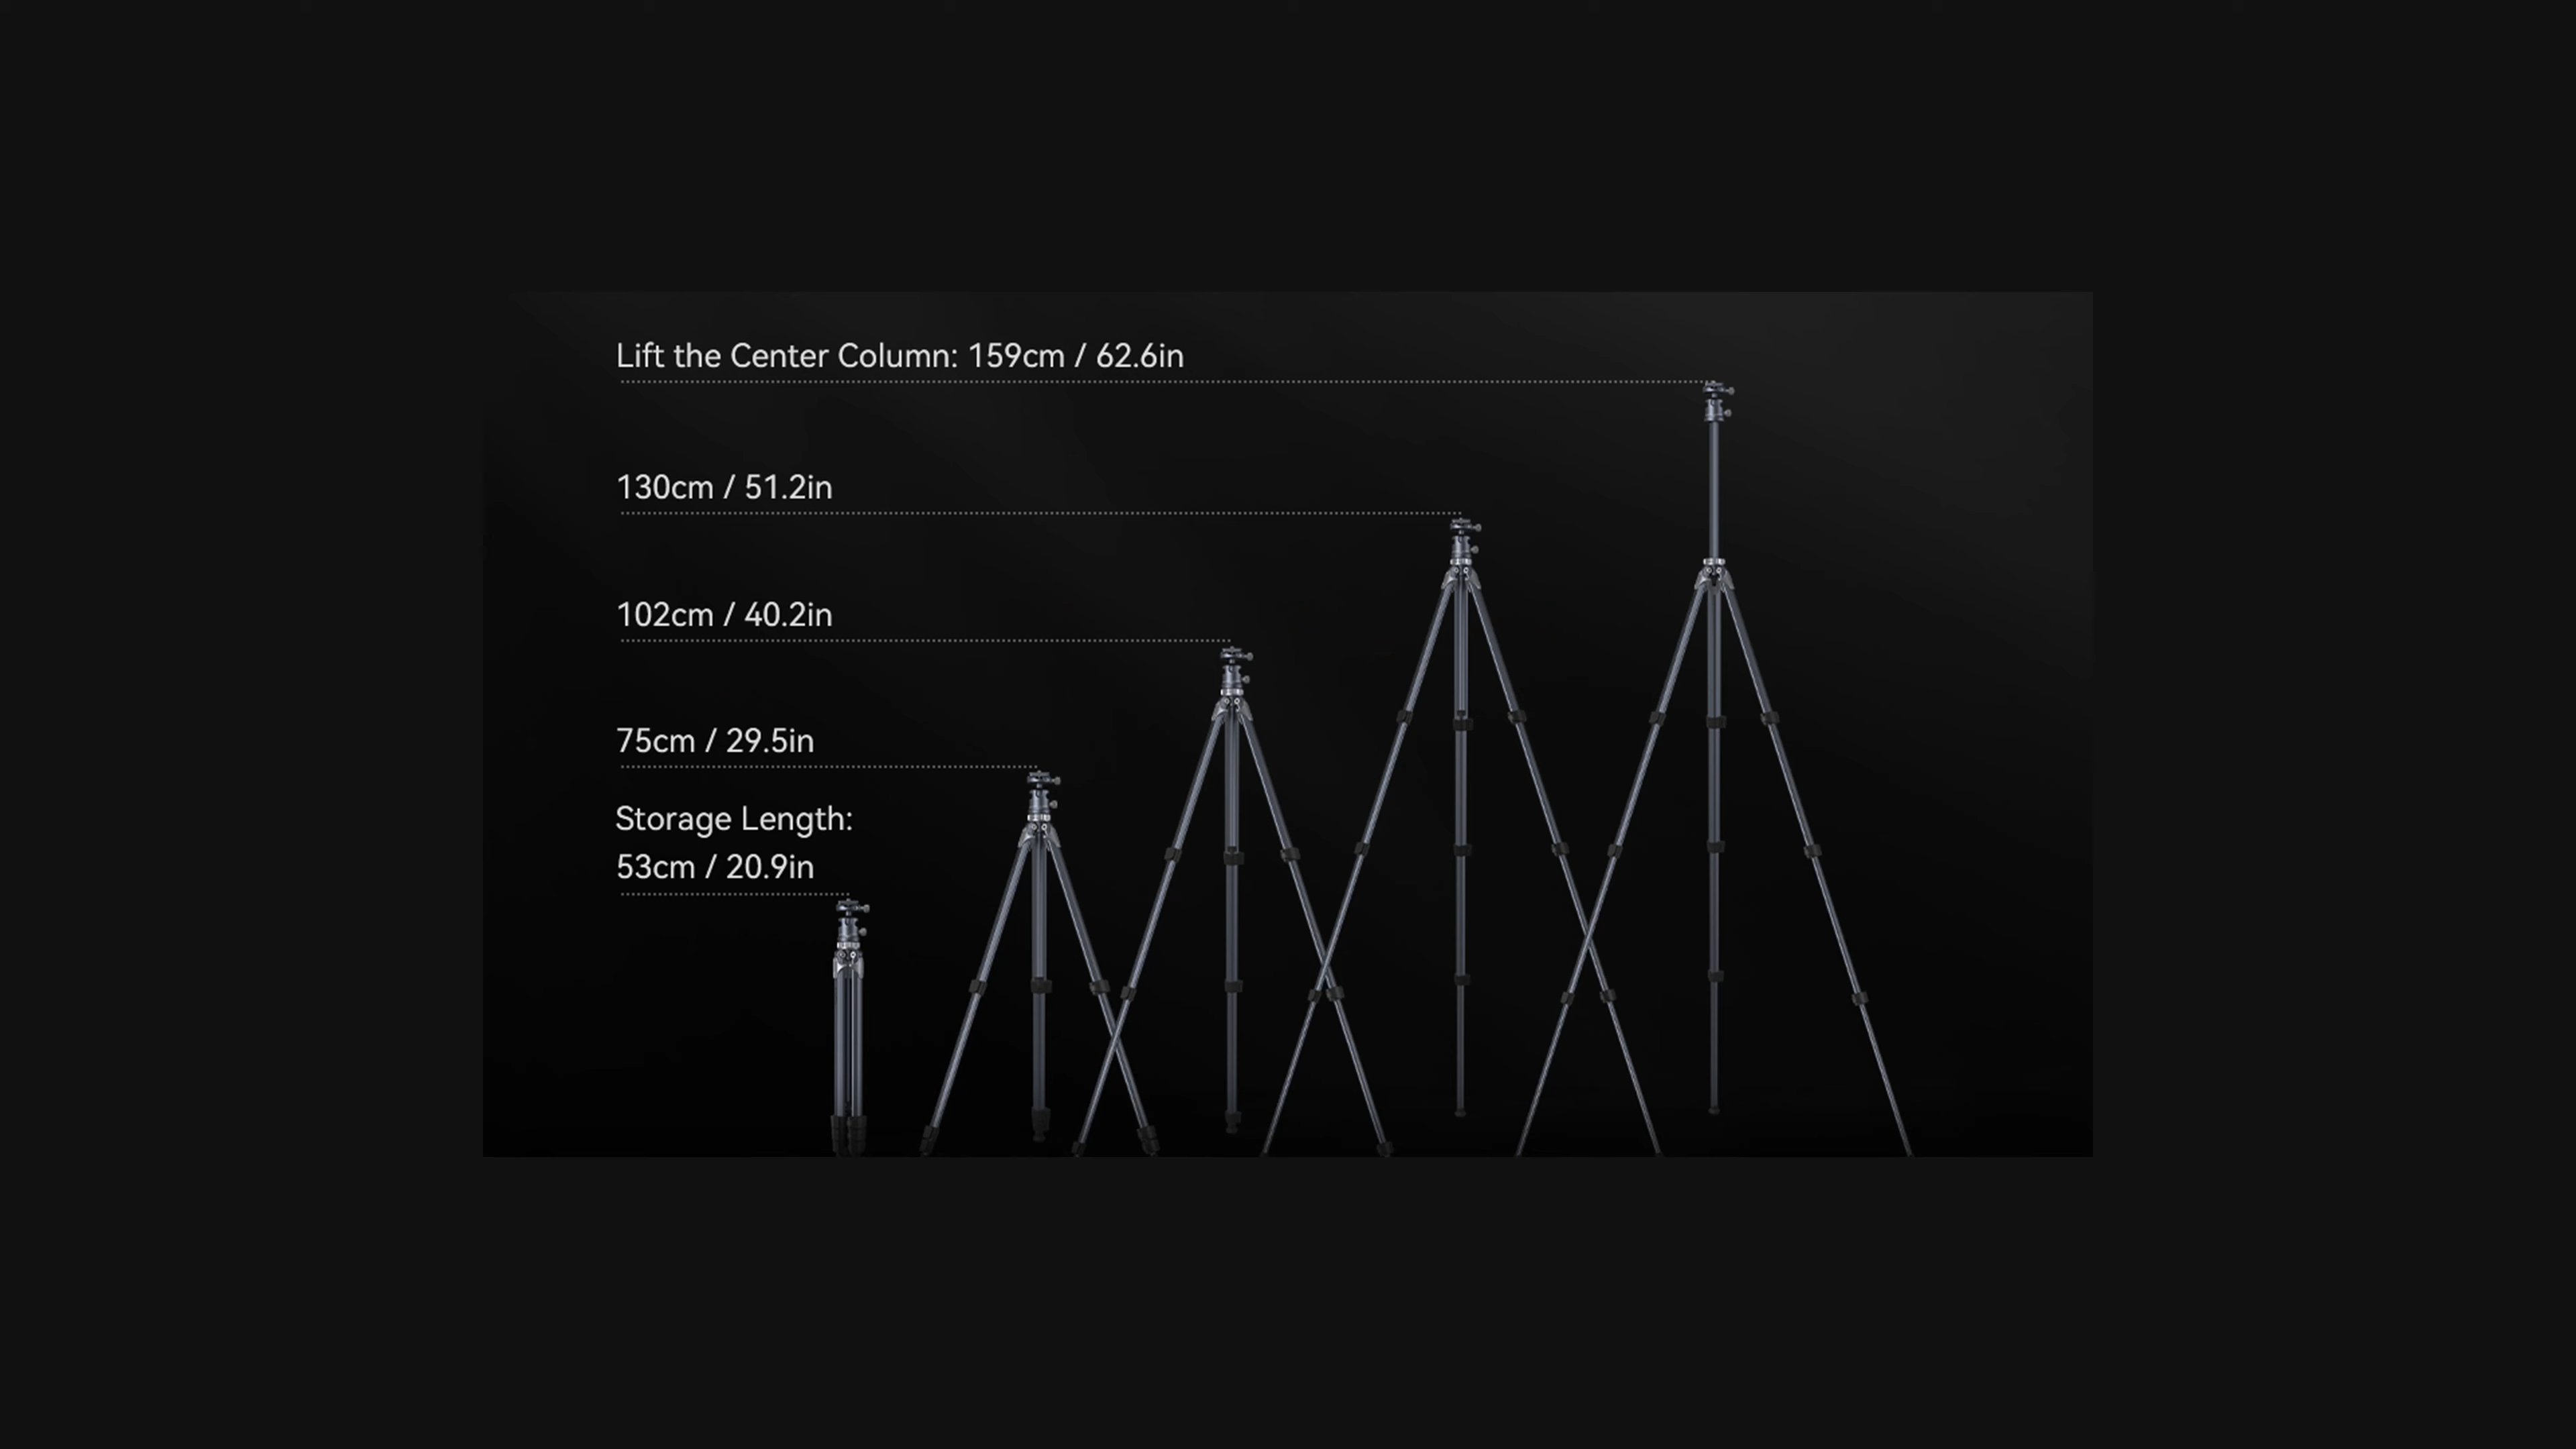 Lift the Center Column: 159cm / 62.6in
130cm / 51.2in
102cm / 40.2in
75cm / 29.5in
Storage Length:
53cm / 20.9in